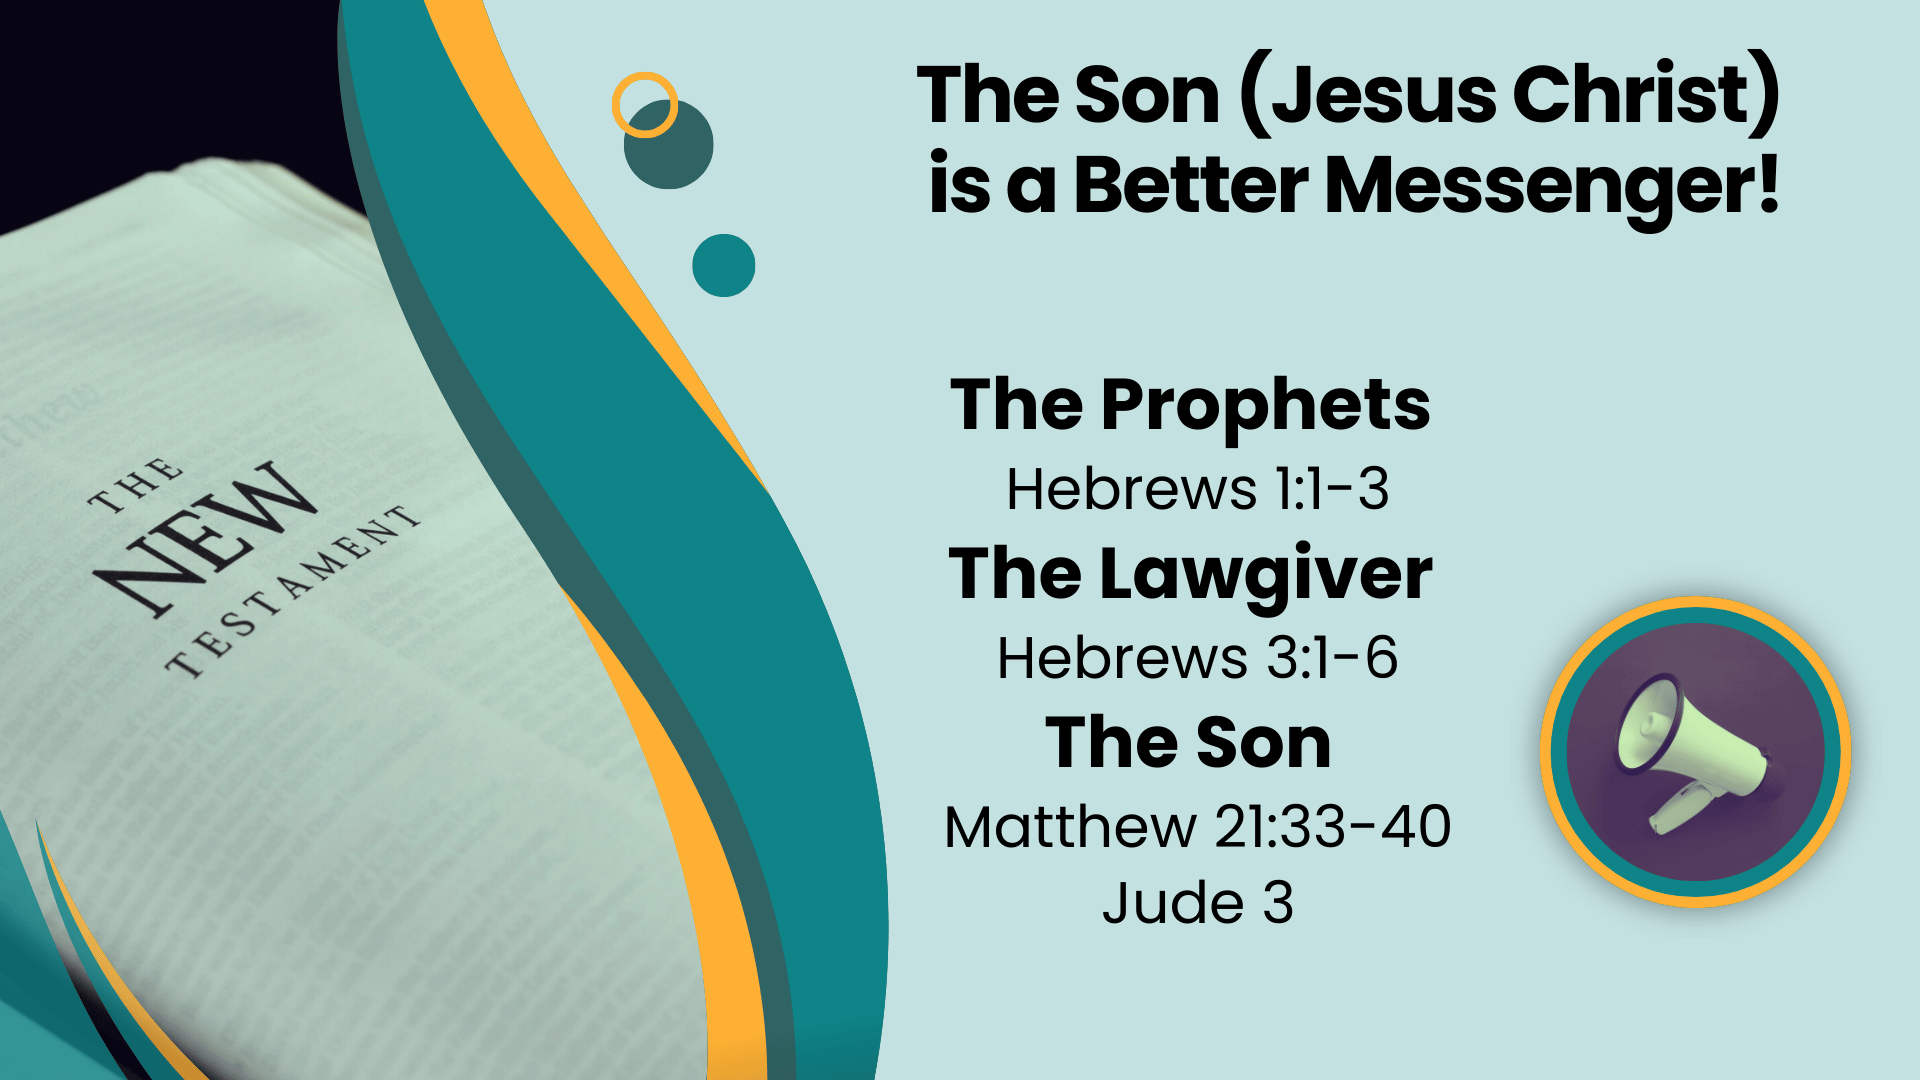 The Son (Jesus Christ)
is a Better Messenger!
The Prophets
Hebrews 1:1-3
The Lawgiver
Hebrews 3:1-6
The Son
Matthew 21:33-40
Jude 3
THE
NEW
TESTAMENT